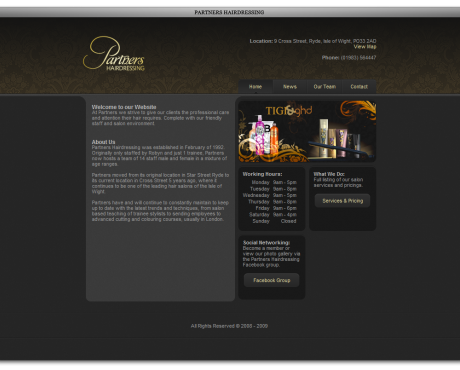 PARTNERS HAIRDRESSING
Partners
HAIRDRESSING
Location: 9 Cross Street, Ryde, Isle of Wight, PO33 2AD
View Map
Phone: (01983) 564447
Home News Our Team Contact
Welcome to our Website
At Partners we strive to give our clients the professional care
and attention their hair requires. Complete with our friendly
staff and salon environment.
About Us
Partners Hairdressing was established in February of 1992.
Originally only staffed by Robyn and just 1 trainee, Partners
now hosts a team of 14 staff male and female in a mature of
age ranges.
Partners moved from its original location in Star Street Ryde to
its current location in Cross Street 5 years ago, where it
continues to be one of the leading hair salons of the Isle of
Wight.
Partners have and will continue to constantly maintain to keep
up to date with the latest trends and techniques, from salon
based teaching of trainee stylists to sending employees to
advanced cutting and colouring courses, usually in London.
TIGI ghd
Working Hours:
Monday 9am - 5pm
Tuesday 9am - 5pm
Wednesday 9am - 5pm
Thursday 9am - 8pm
Friday 9am - 8pm
Saturday 9am - 4pm
Sunday Closed
What We Do:
Full listing of our salon
services and pricings.
Services & Pricing
Social Networking:
Become a member or
view our photo gallery via
the Partners Hairdressing
Facebook group.
Facebook Group
All Rights Reserved © 2008 - 2009